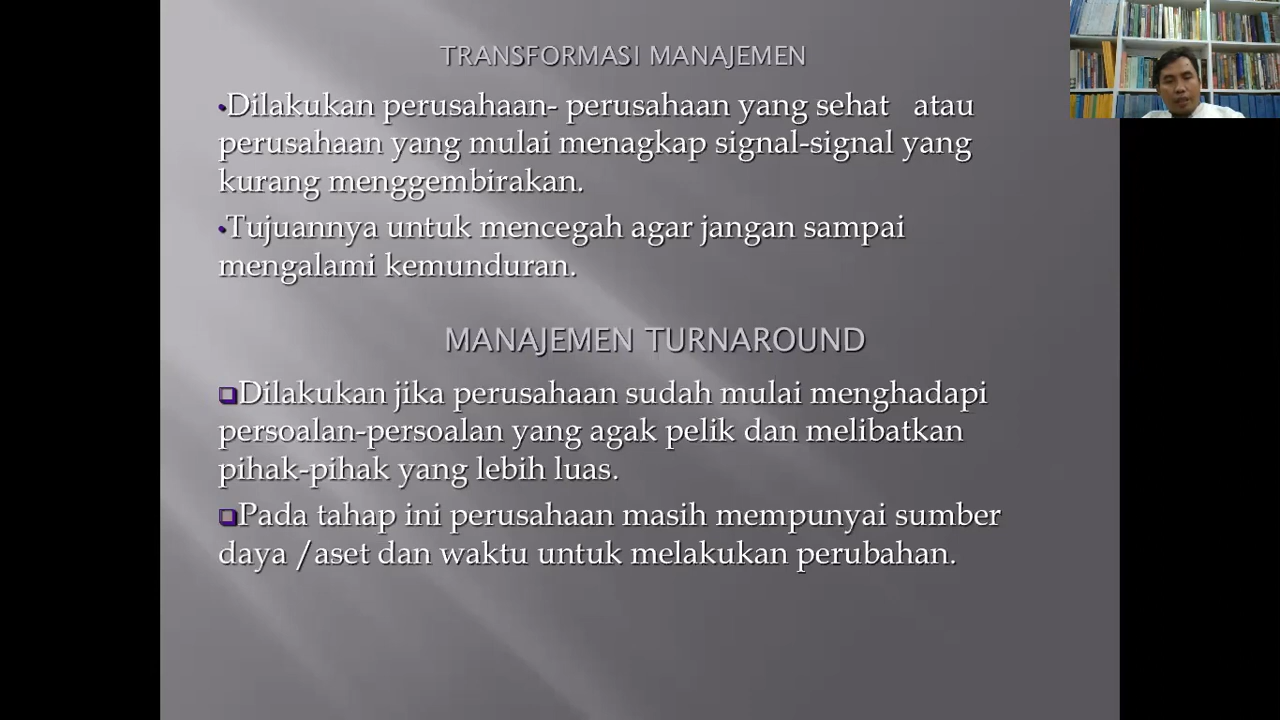 TRANSFORMASI MANAJEMEN
•Dilakukan perusahaan- perusahaan yang sehat atau
perusahaan yang mulai menagkap signal-signal yang
kurang menggembirakan.
•Tujuannya untuk mencegah agar jangan sampai
mengalami kemunduran.
MANAJEMEN TURNAROUND
❑Dilakukan jika perusahaan sudah mulai menghadapi
persoalan-persoalan yang agak pelik dan melibatkan
pihak-pihak yang lebih luas.
❑Pada tahap ini perusahaan masih mempunyai sumber
daya /aset dan waktu untuk melakukan perubahan.